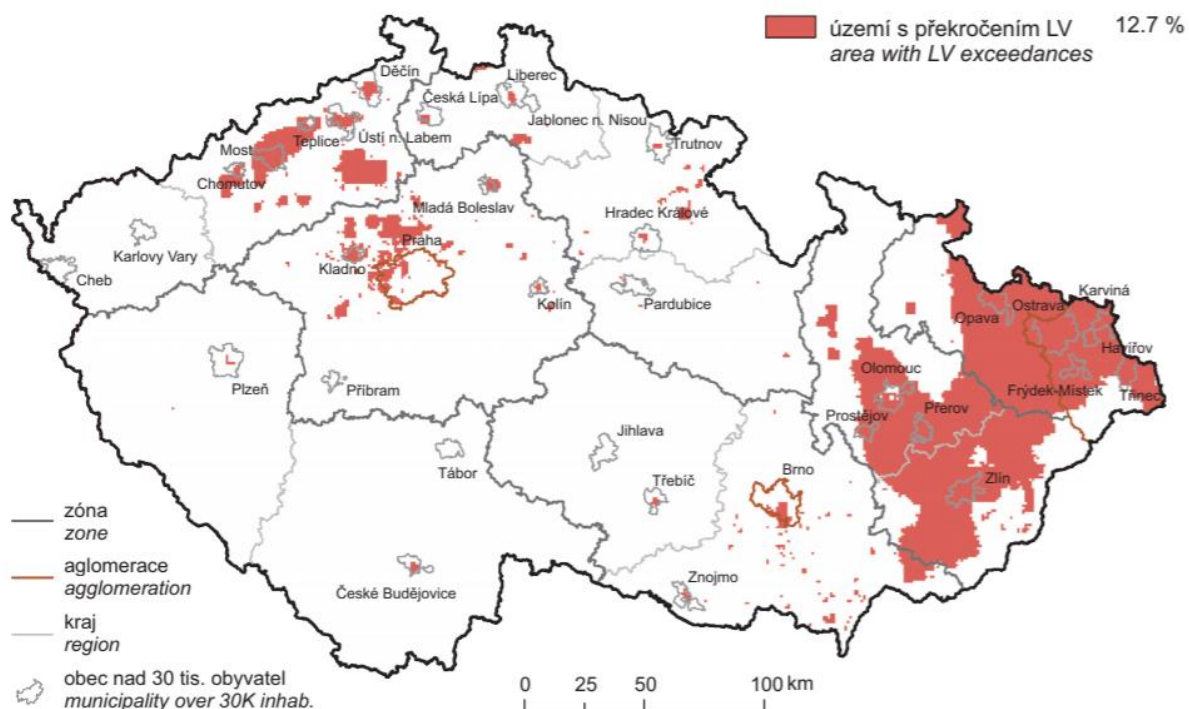 území s překročením LV 12.7 %
area with LV exceedances
Děčín
Liberec
Česká Lípa
Jablonec n. Nisou
Teplice
Ústí n. Labem
Trutnov
Most
Chomutov
Mladá Boleslav
Hradec Králové
Karlovy Vary
Praha
Cheb
Kladno
Kolín
Pardubice
Opava
Ostrava
Karviná
Havířov
Plzeň
Příbram
Olomouc
Frýdek-Místek
Třinec
Prostějov
Přerov
Jihlava
Tábor
Třebíč
Brno
Zlín
České Budějovice
Znojmo
zóna
zone
aglomerace
agglomeration
kraj
region
obec nad 30 tis. obyvatel
municipality over 30K inhab.
0 25 50 100 km